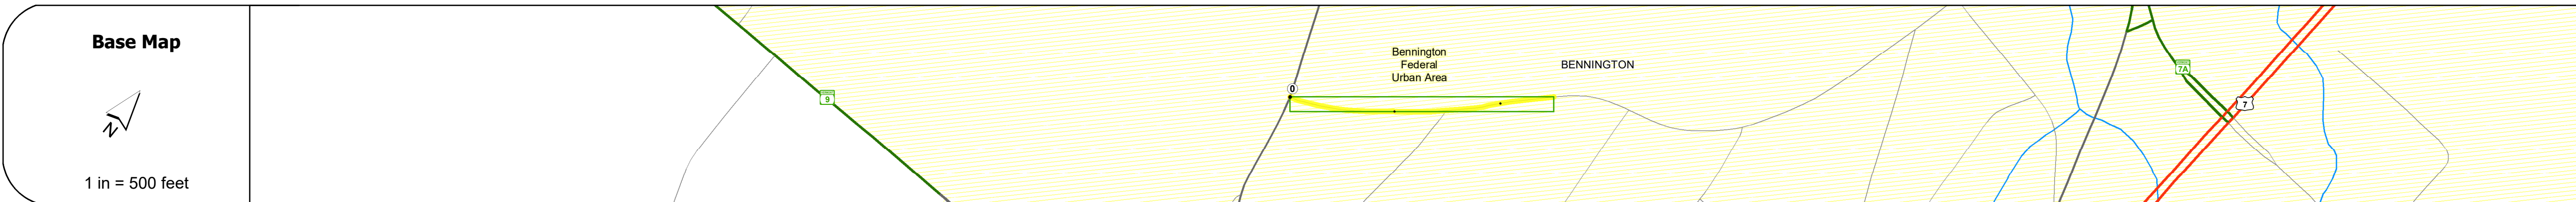 Base Map
N
1 in = 500 feet
9
0
Bennington
Federal
Urban Area
BENNINGTON
7A
7